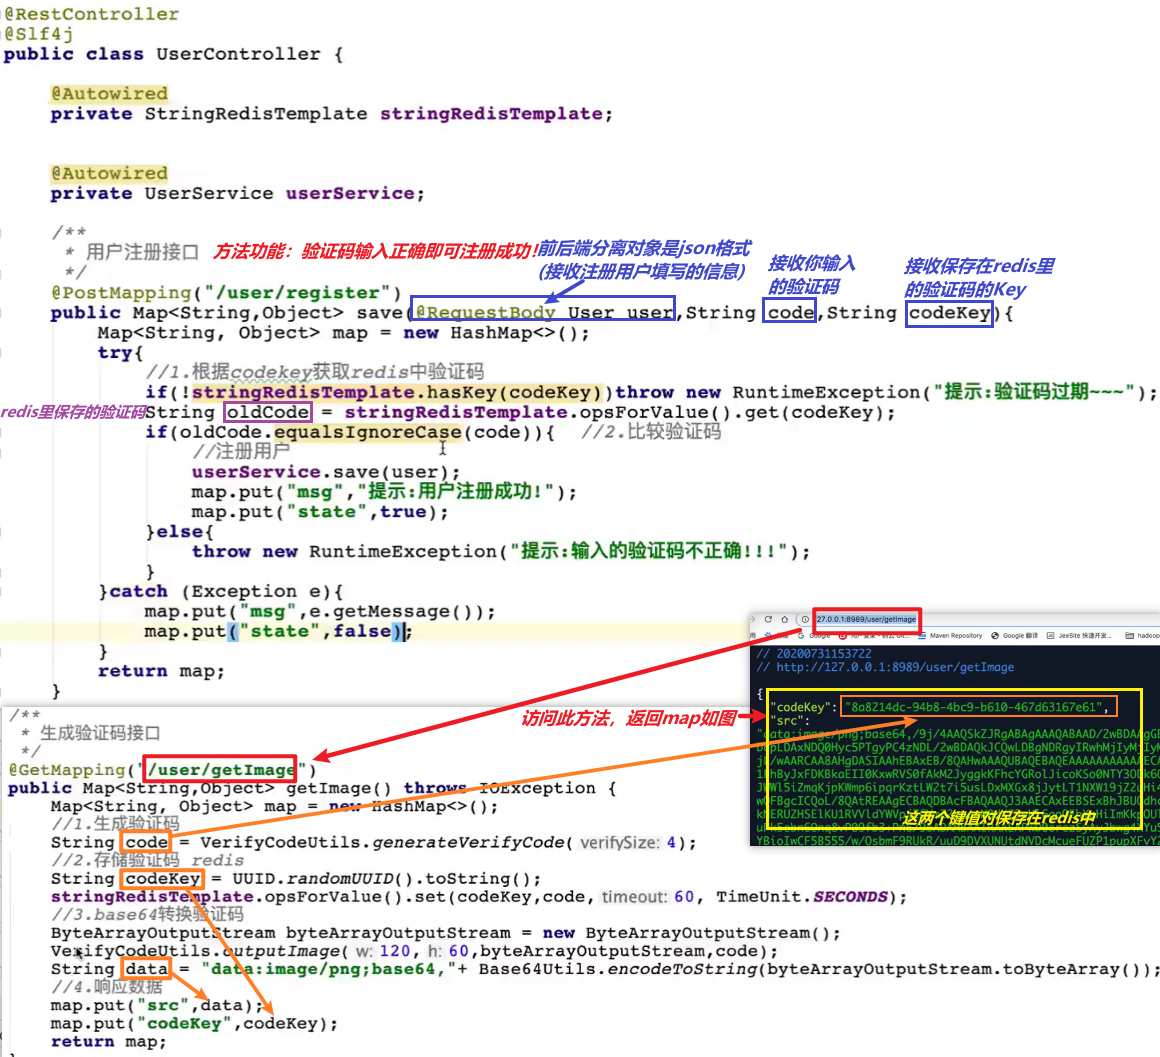 @RestController
@Slf4j
public class UserController {
@Autowired
private StringRedisTemplate stringRedisTemplate;
@Autowired
private UserService userService;
/**
* 用户注册接口 方法功能：验证码输入正确即可注册成功!
前后端分离对象是json格式
(接收注册用户填写的信息)
接收你输入
的验证码
接收保存在redis里
的验证码的Key
*/
@PostMapping("/user/register")
public Map<String,Object> save(@RequestBody User user,String code,String codeKey){
Map<String, Object> map = new HashMap<>();
try{
//1.根据codekey获取redis中验证码
if(!stringRedisTemplate.hasKey(codeKey))throw new RuntimeException("提示:验证码过期~~~");
redis里保存的验证码 String oldCode = stringRedisTemplate.opsForValue().get(codeKey);
if(oldCode.equalsIgnoreCase(code)){ //2.比较验证码
//注册用户
userService.save(user);
map.put("msg","提示:用户注册成功!");
map.put("state",true);
}else{
throw new RuntimeException("提示:输入的验证码不正确!!!");
}
}catch (Exception e){
map.put("msg",e.getMessage());
map.put("state",false);
}
return map;
}
/**
* 生成验证码接口
*/
@GetMapping("/user/getImage")
public Map<String,Object> getImage() throws IOException {
Map<String, Object> map = new HashMap<>();
//1.生成验证码
String code = VerifyCodeUtils.generateVerifyCode( verifySize: 4);
//2.存储验证码 redis
String codeKey = UUID.randomUUID().toString();
stringRedisTemplate.opsForValue().set(codeKey,code, timeout: 60, TimeUnit.SECONDS);
//3.base64转换验证码
ByteArrayOutputStream byteArrayOutputStream = new ByteArrayOutputStream();
VerifyCodeUtils.outputImage( w: 120, h: 60,byteArrayOutputStream,code);
String data = "data:image/png;base64,"+ Base64Utils.encodeToString(byteArrayOutputStream.toByteArray());
//4.响应数据
map.put("src",data);
map.put("codeKey",codeKey);
return map;
访问此方法，返回map如图
27.0.0.1:8989/user/getImage
Google
Maven Repository
Google 翻译
JeeSite 快速开发...
hadoop
// 20200731153722
// http://127.0.0.1:8989/user/getImage
{
"codeKey": "8a8214dc-94b8-4bc9-b610-467d63167e61",
"src":
这两个键值对保存在redis中